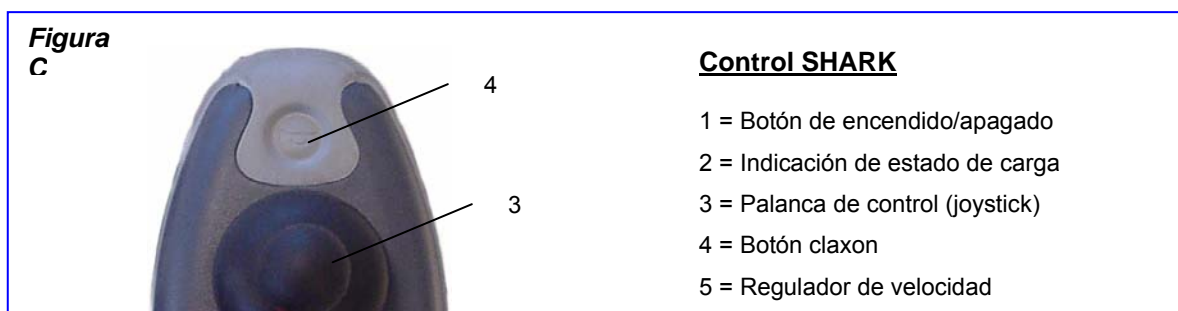 Figura
C
4
3
Control SHARK
1 = Botón de encendido/apagado
2 = Indicación de estado de carga
3 = Palanca de control (joystick)
4 = Botón claxon
5 = Regulador de velocidad